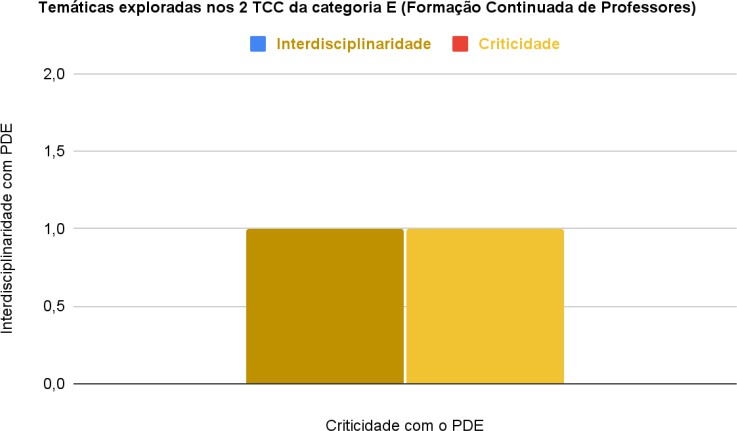 Temáticas exploradas nos 2 TCC da categoria E (Formação Continuada de Professores)
Interdisciplinaridade Criticidade
2,0
1,5
1,0
0,5
0,0
Interdisciplinaridade com PDE
Criticidade com o PDE